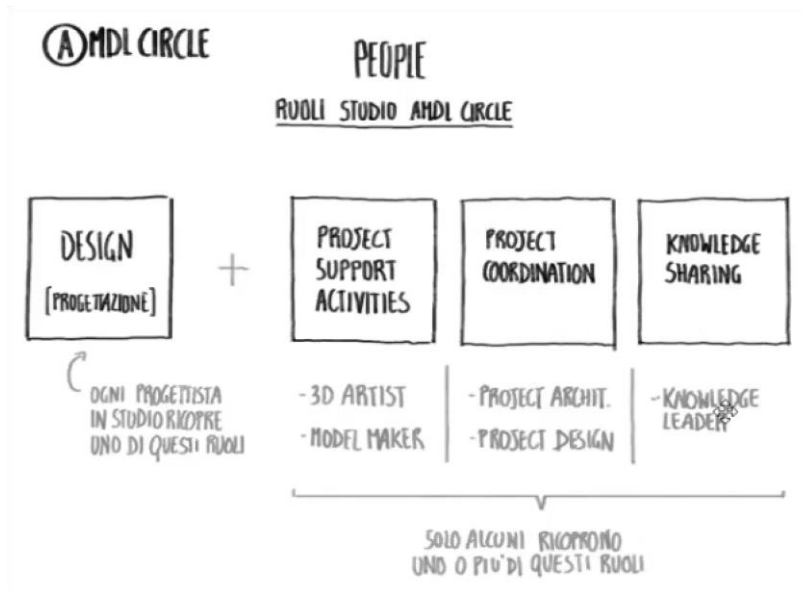 AMDL CIRCLE
PEOPLE
RUOLI STUDIO AMDL CIRCLE
DESIGN
[PROGETTAZIONE]
+
PROJECT
SUPPORT
ACTIVITIES
PROJECT
COORDINATION
KNOWLEDGE
SHARING
OGNI PROGETTISTA
IN STUDIO RICOPRE
UNO DI QUESTI RUOLI
- 3D ARTIST
- MODEL MAKER
- PROJECT ARCHIT.
- PROJECT DESIGN
- KNOWLEDGE
LEADER
SOLO ALCUNI RICOPRONO
UNO O PIU' DI QUESTI RUOLI